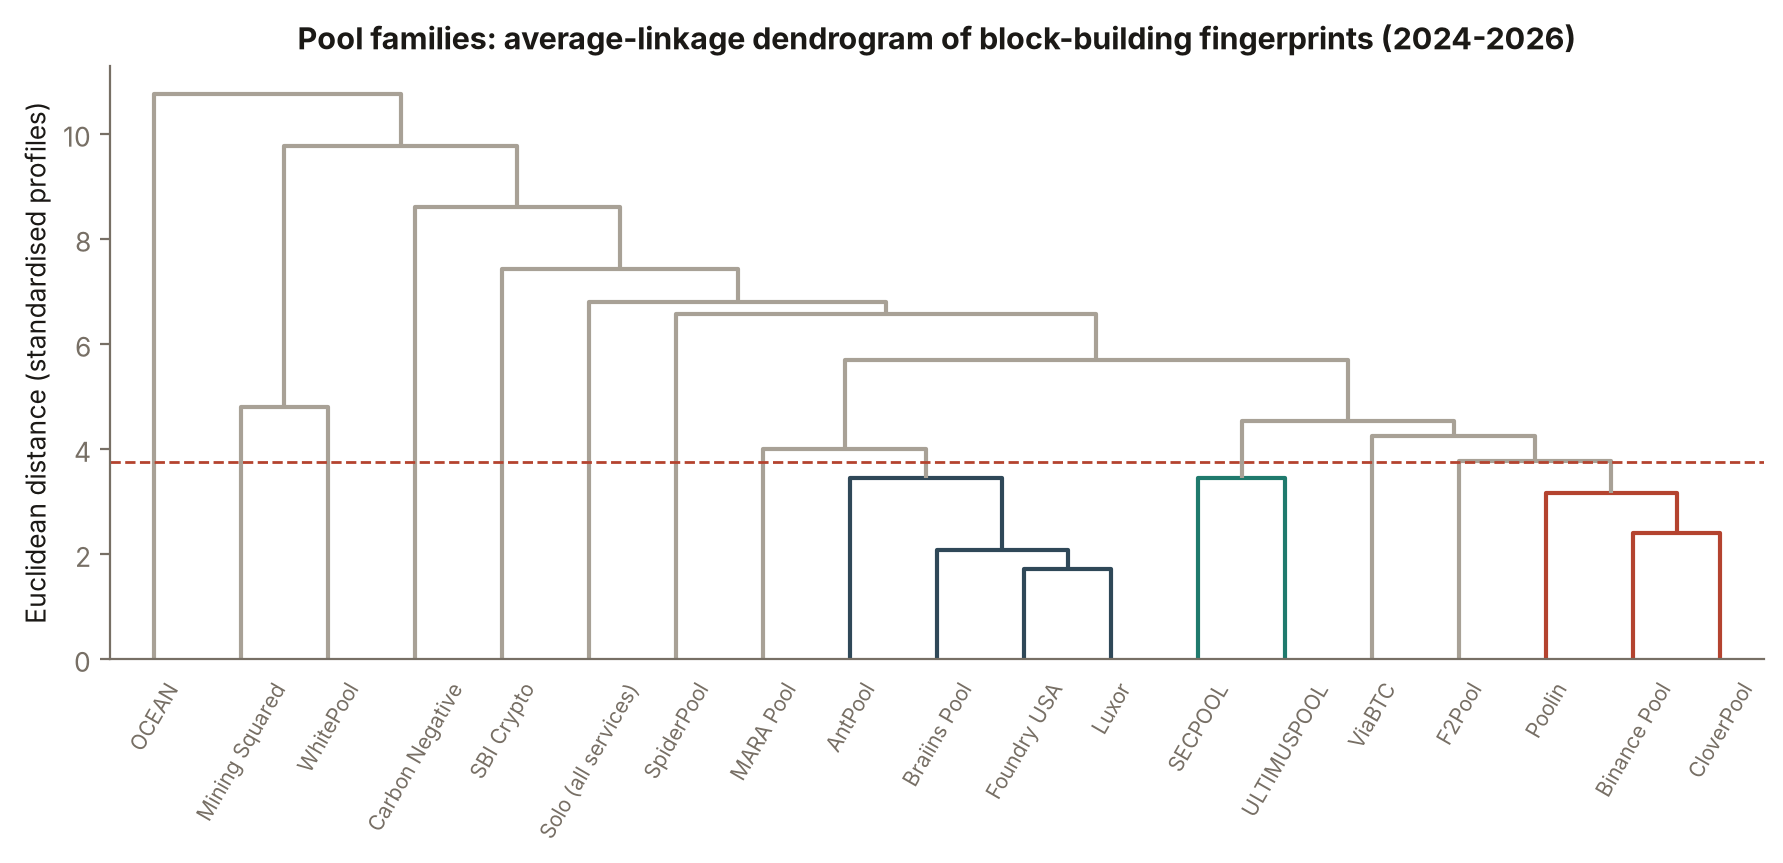 Pool families: average-linkage dendrogram of block-building fingerprints (2024-2026)
Euclidean distance (standardised profiles)
10
8
6
4
2
0
OCEAN
Mining Squared
WhitePool
Carbon Negative
SBI Crypto
Solo (all services)
SpiderPool
MARA Pool
AntPool
Braiins Pool
Foundry USA
Luxor
SECPOOL
ULTIMUSPOOL
ViaBTC
F2Pool
Poolin
Binance Pool
CloverPool